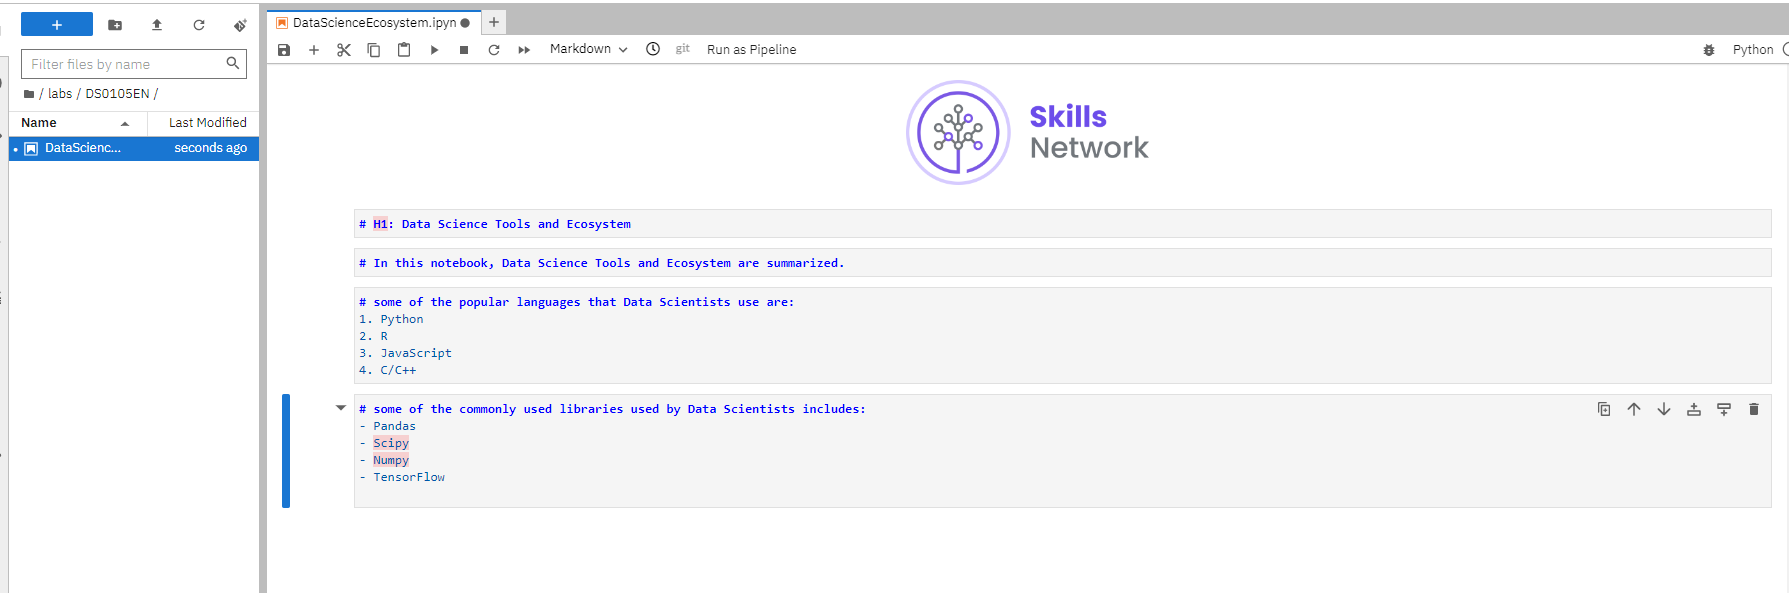 DataScienceEcosystem.ipyn
+
Markdown
git
Run as Pipeline
Python
Filter files by name
/ labs / DS0105EN /
Name
Last Modified
DataScienc...
seconds ago
Skills
Network
# H1: Data Science Tools and Ecosystem
# In this notebook, Data Science Tools and Ecosystem are summarized.
# some of the popular languages that Data Scientists use are:
1. Python
2. R
3. JavaScript
4. C/C++
# some of the commonly used libraries used by Data Scientists includes:
- Pandas
- Scipy
- Numpy
- TensorFlow